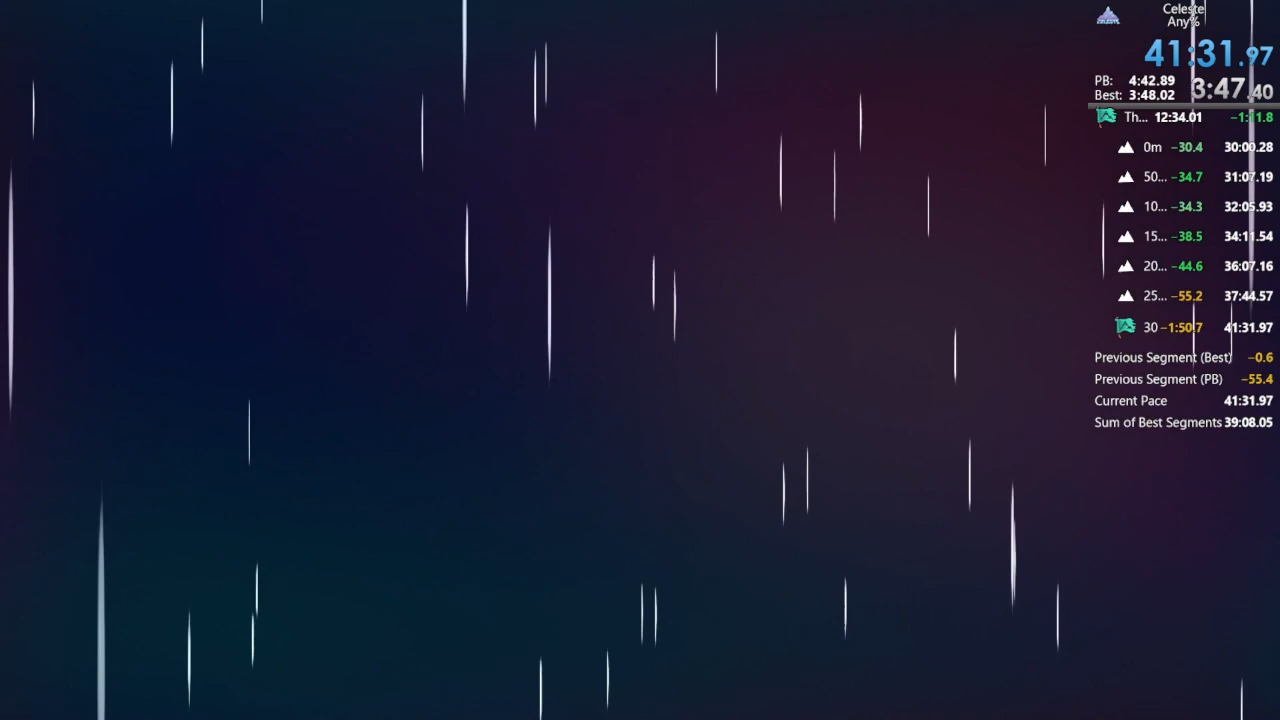 Celeste
Any%
41:31.97
PB: 4:42.89
Best: 3:48.02
3:47.40
Th... 12:34.01 −1:11.8
0m −30.4 30:00.28
50... −34.7 31:07.19
10... −34.3 32:05.93
15... −38.5 34:11.54
20... −44.6 36:07.16
25... −55.2 37:44.57
30 −1:50.7 41:31.97
Previous Segment (Best) −0.6
Previous Segment (PB) −55.4
Current Pace 41:31.97
Sum of Best Segments 39:08.05